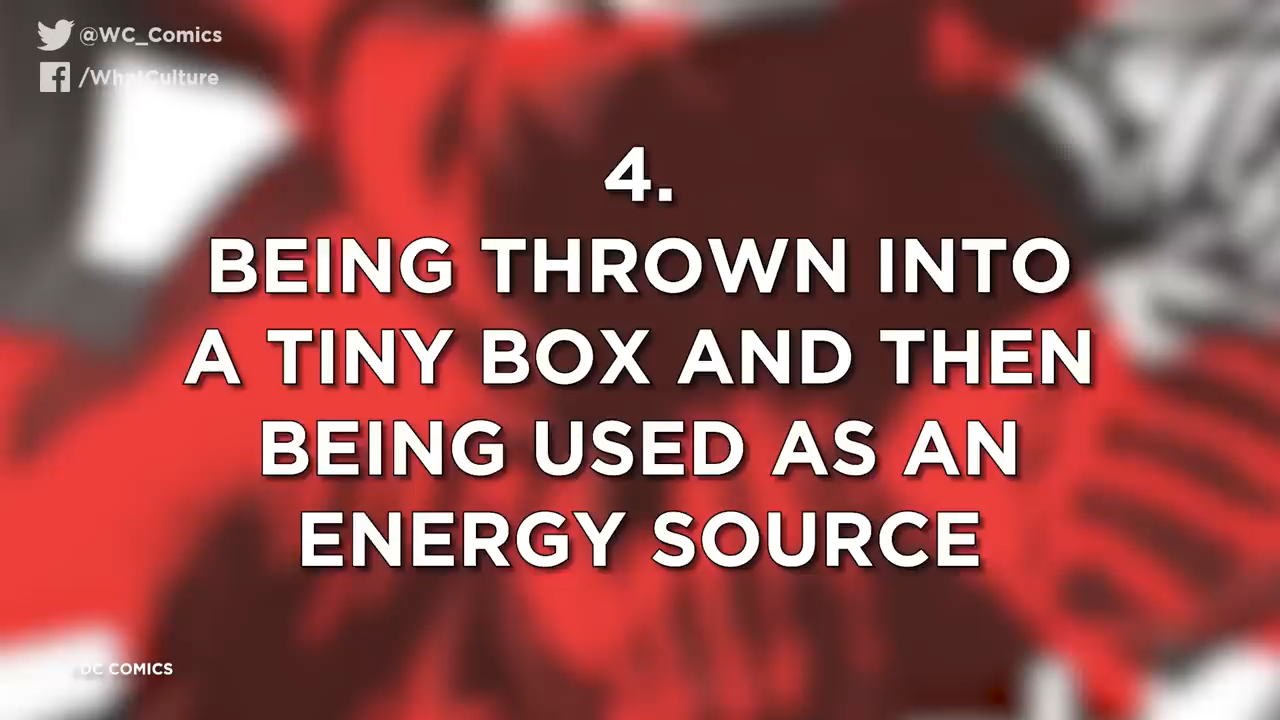 @WC_Comics
/WhatCulture
4.
BEING THROWN INTO
A TINY BOX AND THEN
BEING USED AS AN
ENERGY SOURCE
DC COMICS